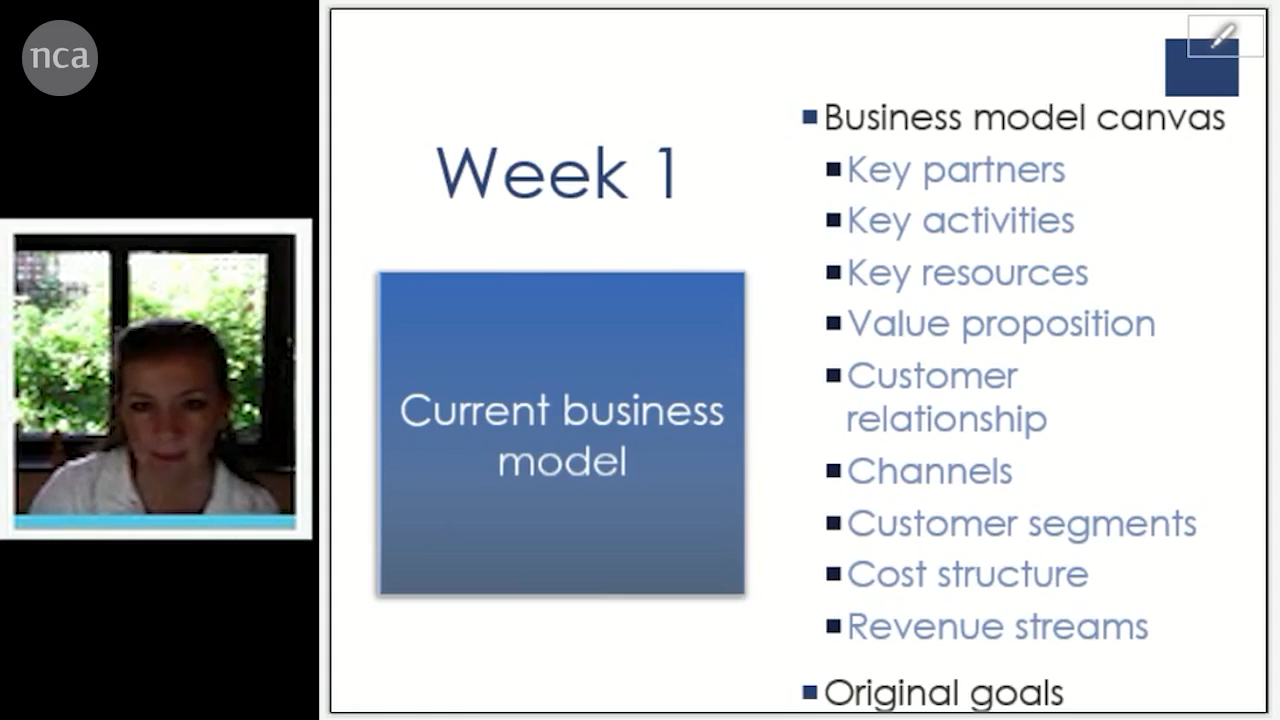 nca
Week 1
Current business
model
Business model canvas
Key partners
Key activities
Key resources
Value proposition
Customer
relationship
Channels
Customer segments
Cost structure
Revenue streams
Original goals